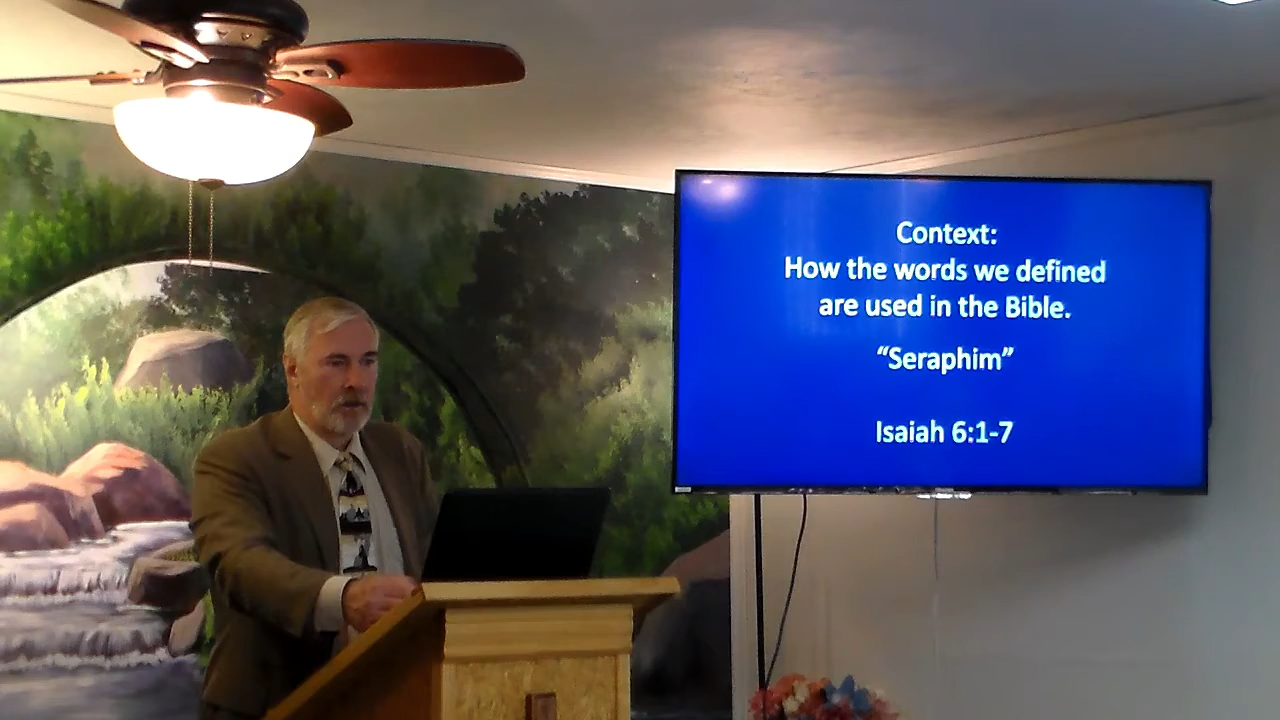 Context:
How the words we defined
are used in the Bible.
“Seraphim”
Isaiah 6:1-7